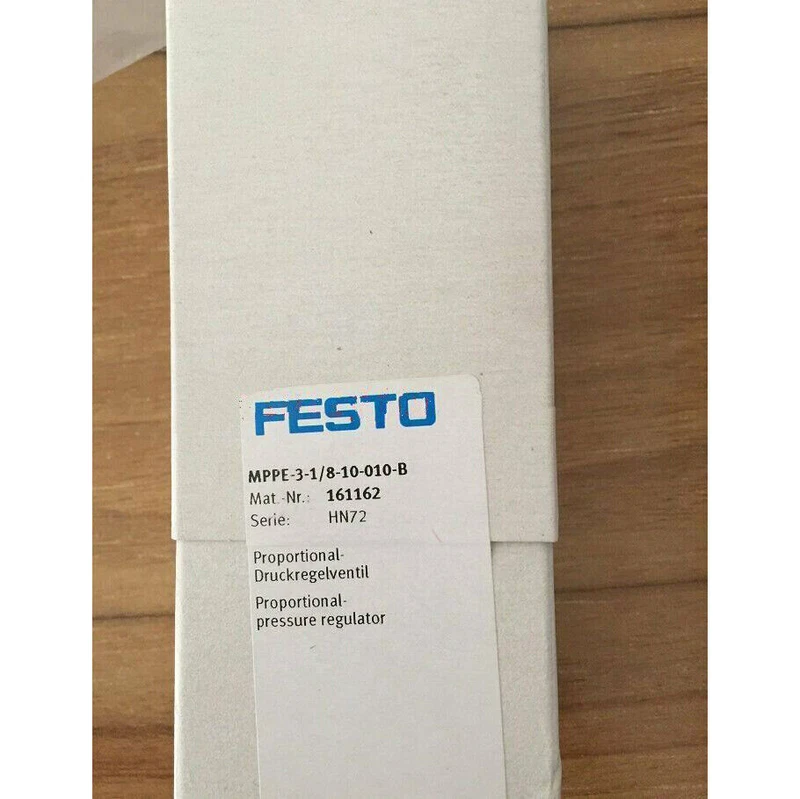 FESTO
MPPE-3-1/8-10-010-B
Mat.-Nr.: 161162
Serie: HN72
Proportional-
Druckregelventil
Proportional-
pressure regulator